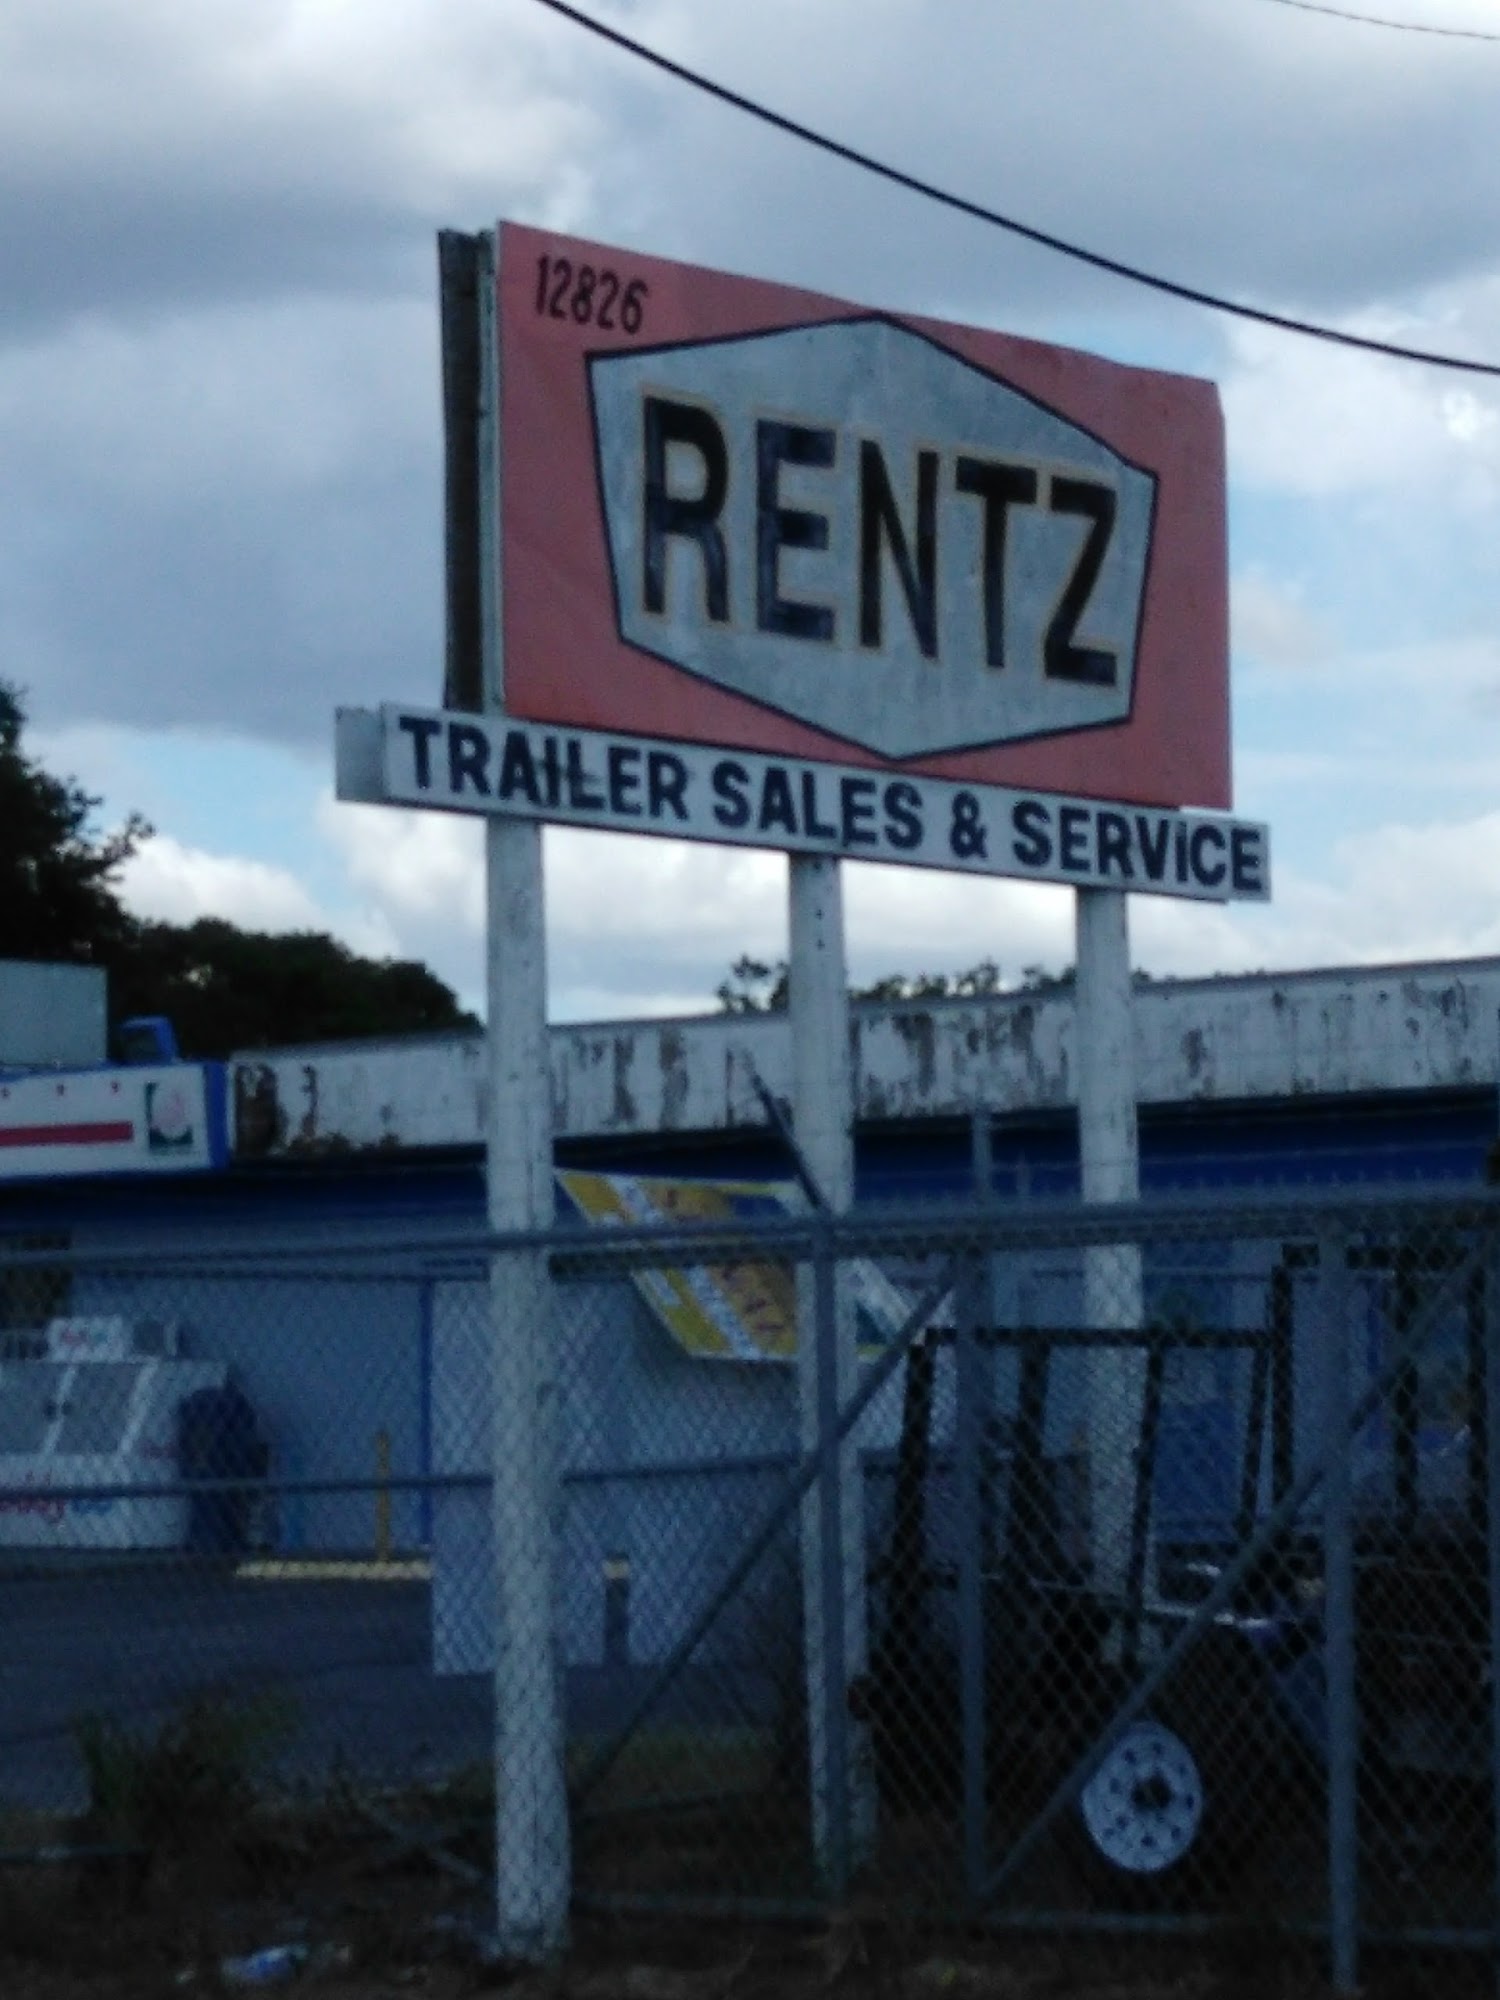 12826
RENTZ
TRAILER SALES & SERVICE